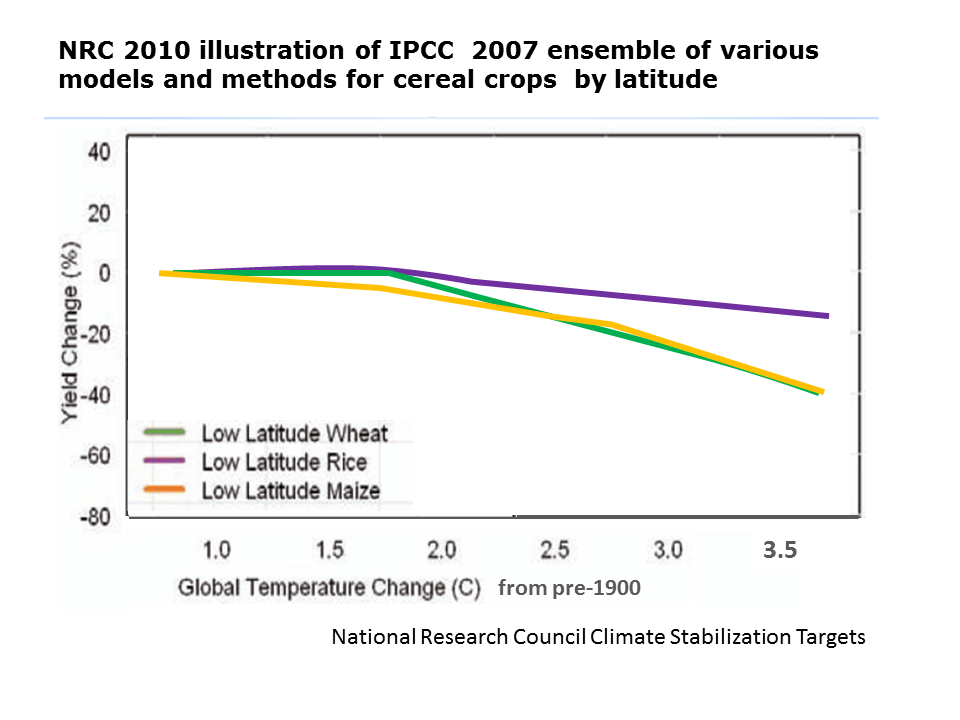 NRC 2010 illustration of IPCC  2007 ensemble of various
models and methods for cereal crops  by latitude
40
20
0
-20
-40
-60
-80
Yield Change (%)
Low Latitude Wheat
Low Latitude Rice
Low Latitude Maize
1.0 1.5 2.0 2.5 3.0 3.5
Global Temperature Change (C) from pre-1900
National Research Council Climate Stabilization Targets